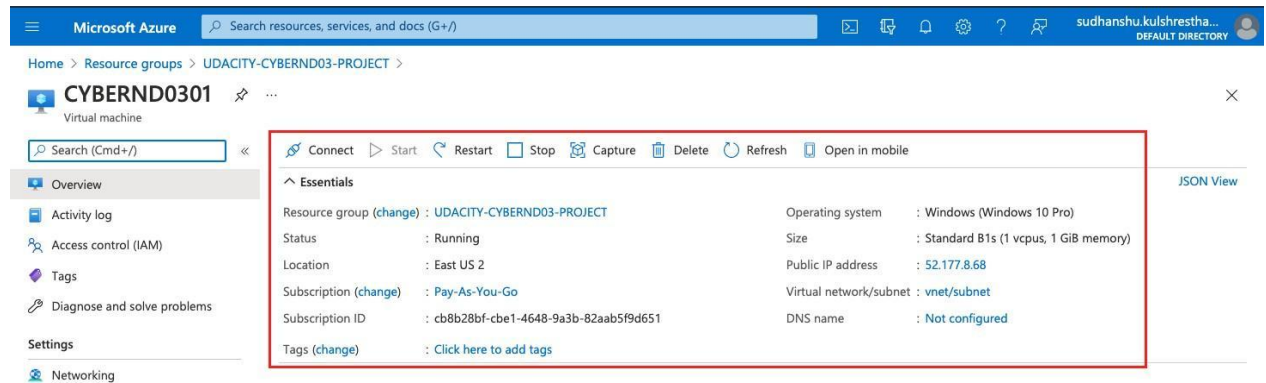 Microsoft Azure Search resources, services, and docs (G+/) ? sudhanshu.kulshrestha...
DEFAULT DIRECTORY
Home > Resource groups > UDACITY-CYBERND03-PROJECT >
CYBERND0301 ...
Virtual machine
Search (Cmd+/) «
Overview
Activity log
Access control (IAM)
Tags
Diagnose and solve problems
Settings
Networking
Connect Start Restart Stop Capture Delete Refresh Open in mobile
Essentials JSON View
Resource group (change) : UDACITY-CYBERND03-PROJECT
Status : Running
Location : East US 2
Subscription (change) : Pay-As-You-Go
Subscription ID : cb8b28bf-cbe1-4648-9a3b-82aab5f9d651
Tags (change) : Click here to add tags
Operating system : Windows (Windows 10 Pro)
Size : Standard B1s (1 vcpus, 1 GiB memory)
Public IP address : 52.177.8.68
Virtual network/subnet : vnet/subnet
DNS name : Not configured